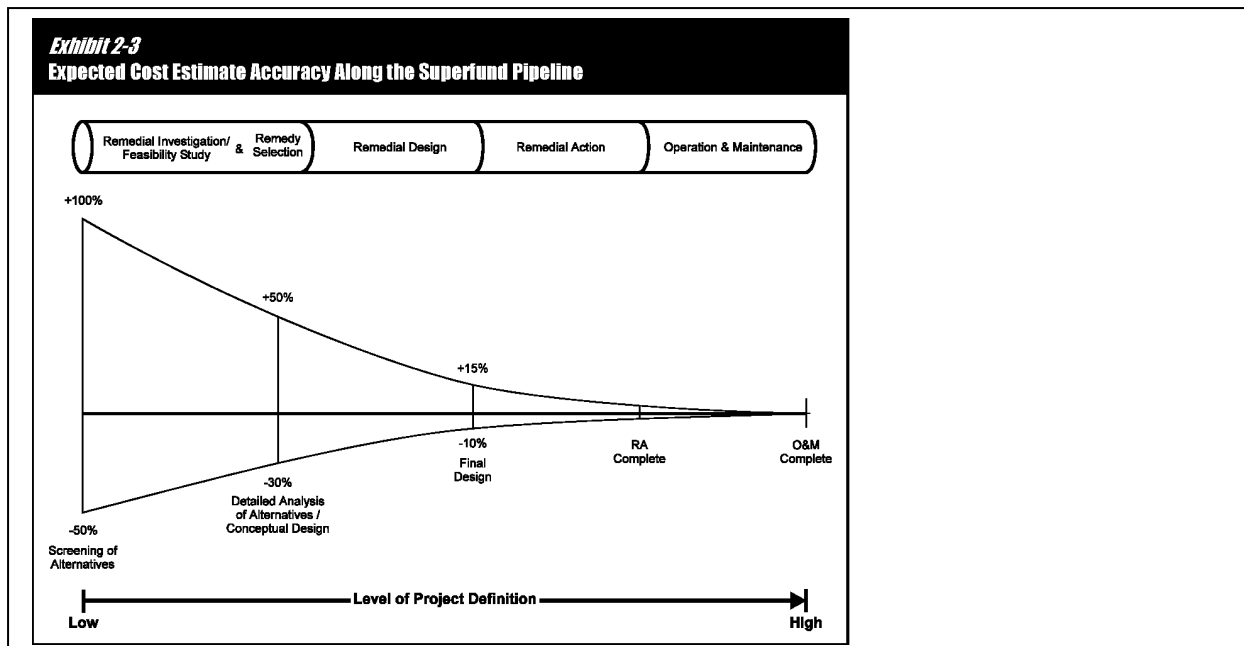 Exhibit 2-3
Expected Cost Estimate Accuracy Along the Superfund Pipeline
Remedial Investigation/
Feasibility Study
&
Remedy
Selection
Remedial Design
Remedial Action
Operation & Maintenance
+100%
+50%
+15%
-10%
Final
Design
RA
Complete
O&M
Complete
-30%
Detailed Analysis
of Alternatives /
Conceptual Design
-50%
Screening of
Alternatives
Level of Project Definition
Low
High